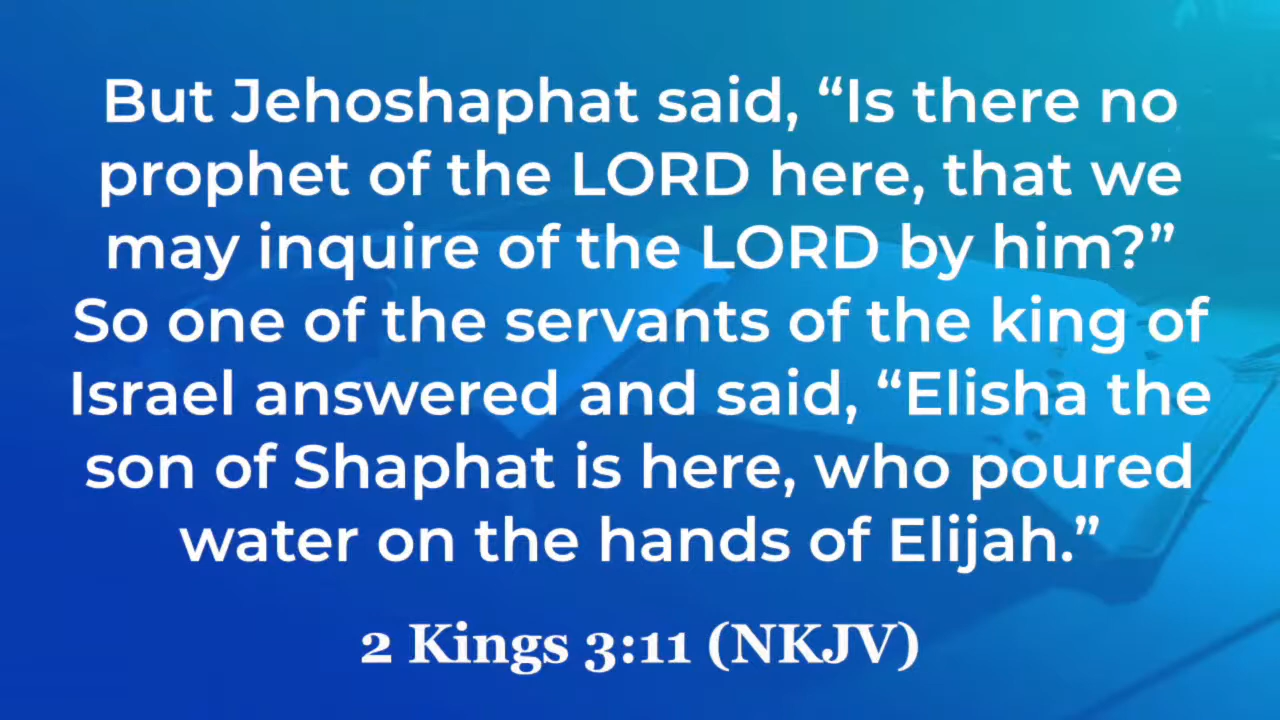 But Jehoshaphat said, “Is there no
prophet of the LORD here, that we
may inquire of the LORD by him?”
So one of the servants of the king of
Israel answered and said, “Elisha the
son of Shaphat is here, who poured
water on the hands of Elijah.”
2 Kings 3:11 (NKJV)